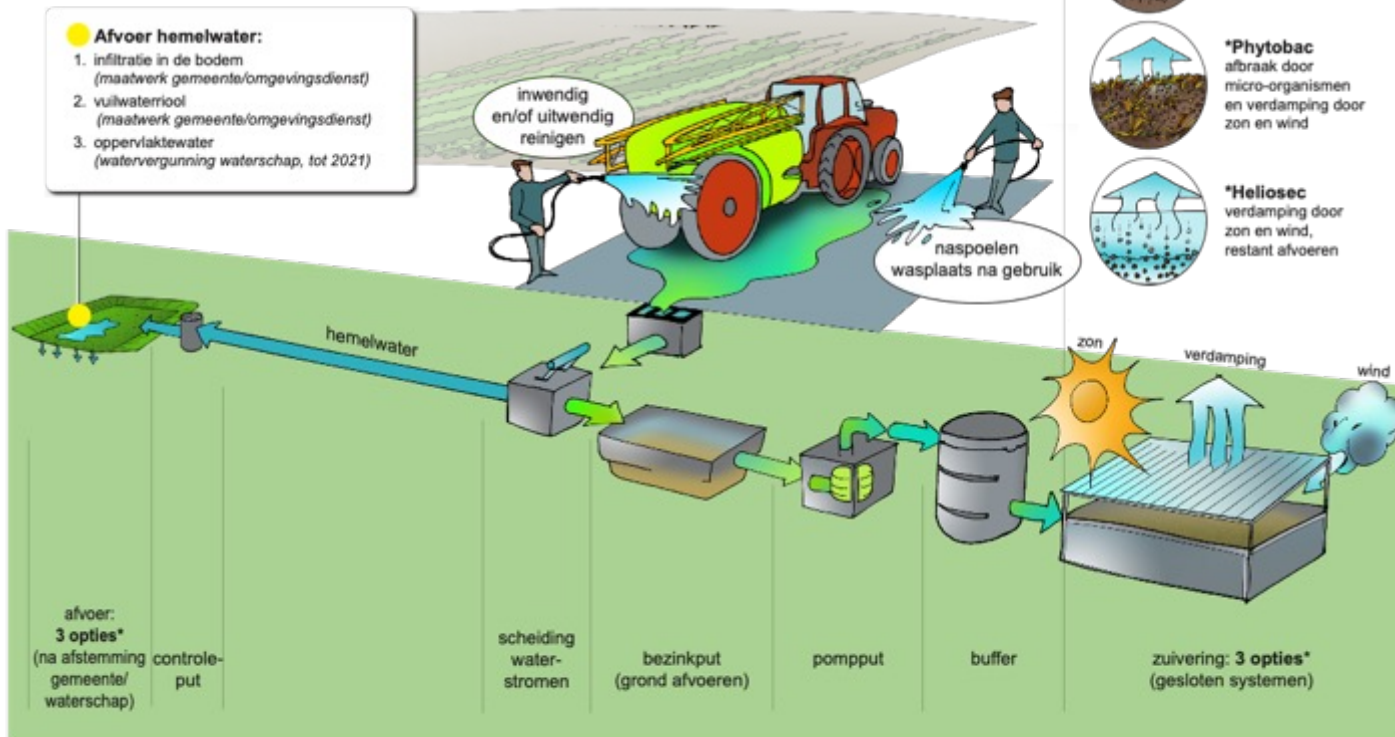 Afvoer hemelwater:
1. infiltratie in de bodem
(maatwerk gemeente/omgevingsdienst)
2. vuilwaterriool
(maatwerk gemeente/omgevingsdienst)
3. oppervlaktewater
(watervergunning waterschap, tot 2021)
inwendig
en/of uitwendig
reinigen
naspoelen
wasplaats na gebruik
*Phytobac
afbraak door
micro-organismen
en verdamping door
zon en wind
*Heliosec
verdamping door
zon en wind,
restant afvoeren
hemelwater
zon
verdamping
wind
afvoer:
3 opties*
(na afstemming
gemeente/
waterschap)
controle-
put
scheiding
water-
stromen
bezinkput
(grond afvoeren)
pompput
buffer
zuivering: 3 opties*
(gesloten systemen)